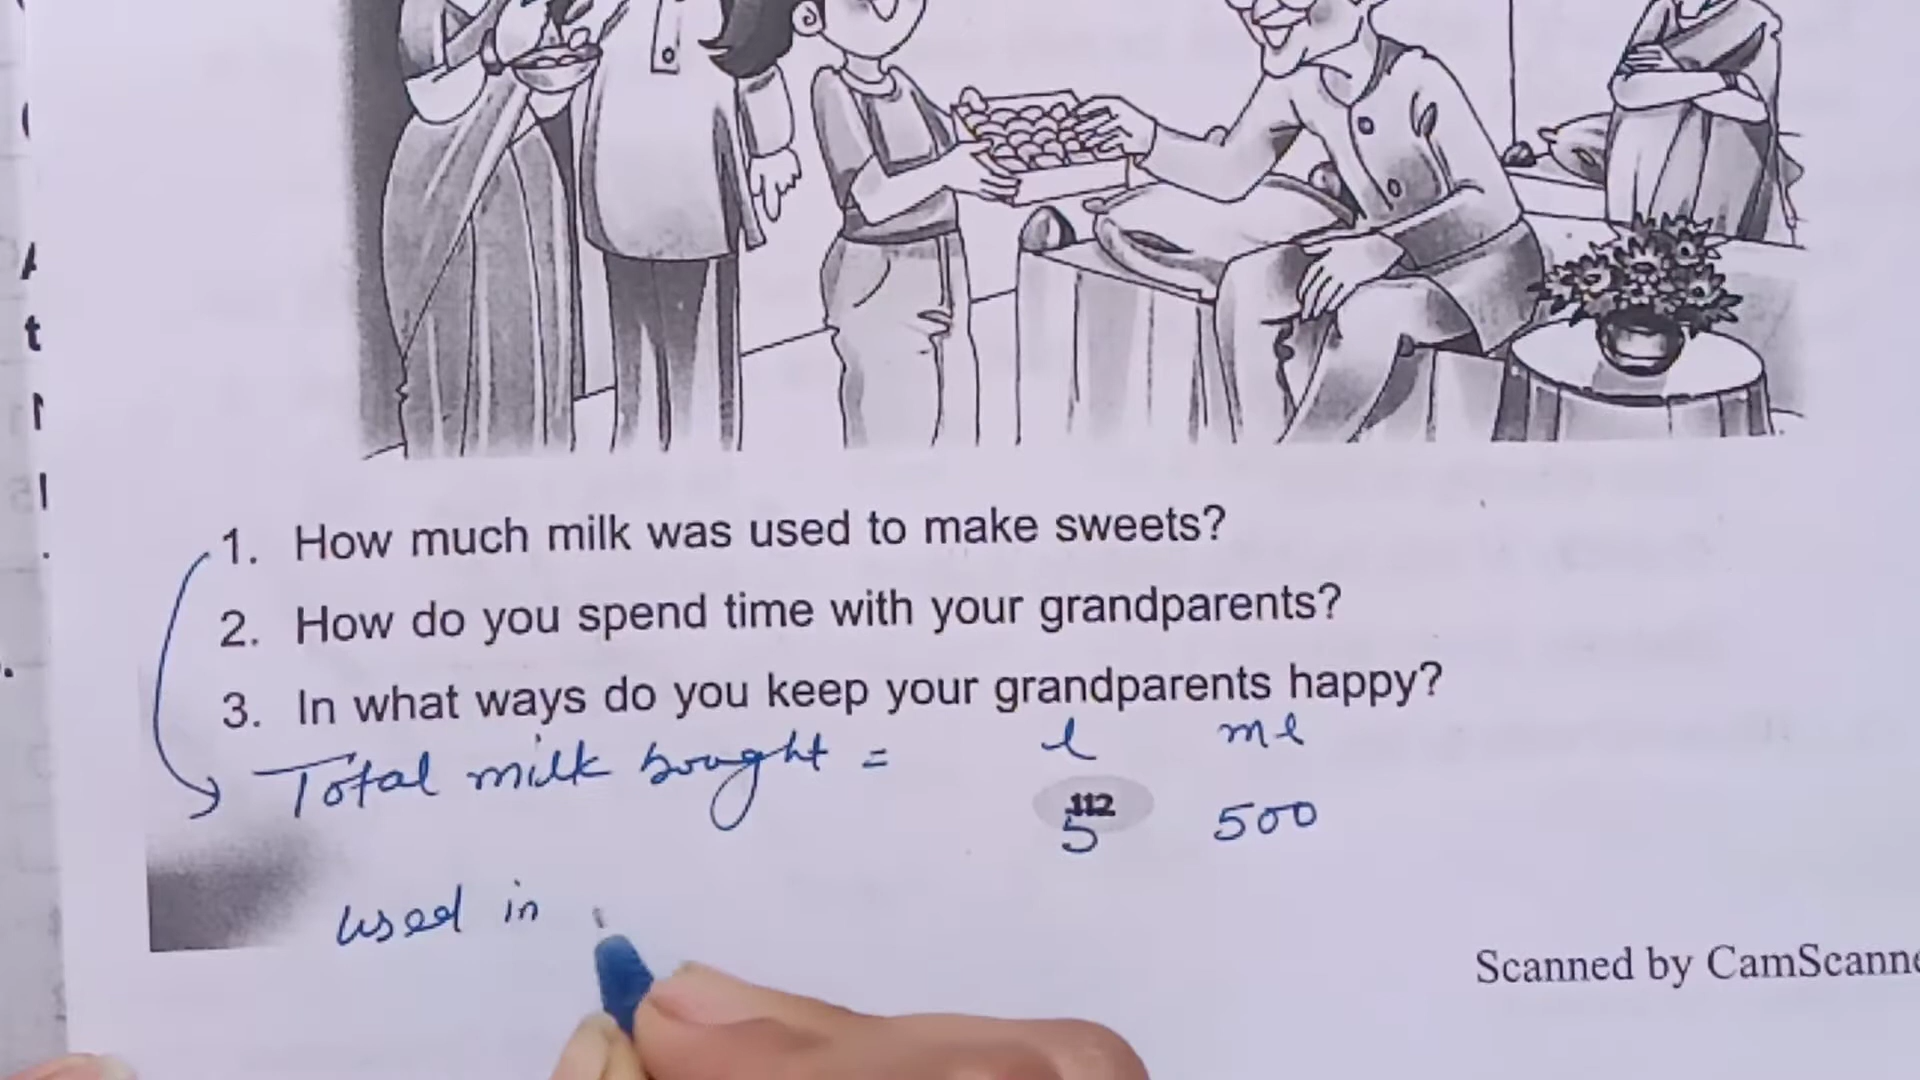 1. How much milk was used to make sweets?
2. How do you spend time with your grandparents?
3. In what ways do you keep your grandparents happy?
l ml
Total milk bought =
112
5 500
used in
Scanned by CamScanne